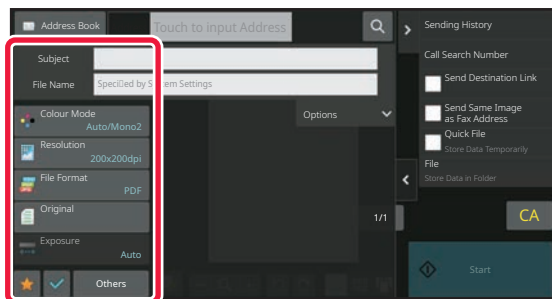 Address Book
Touch to input Address
Subject
File Name
Specified by System Settings
Colour Mode
Auto/Mono2
Options
Resolution
200x200dpi
File Format
PDF
Original
1/1
Exposure
Auto
Others
Sending History
Call Search Number
Send Destination Link
Send Same Image
as Fax Address
Quick File
Store Data Temporarily
File
Store Data in Folder
CA
Start